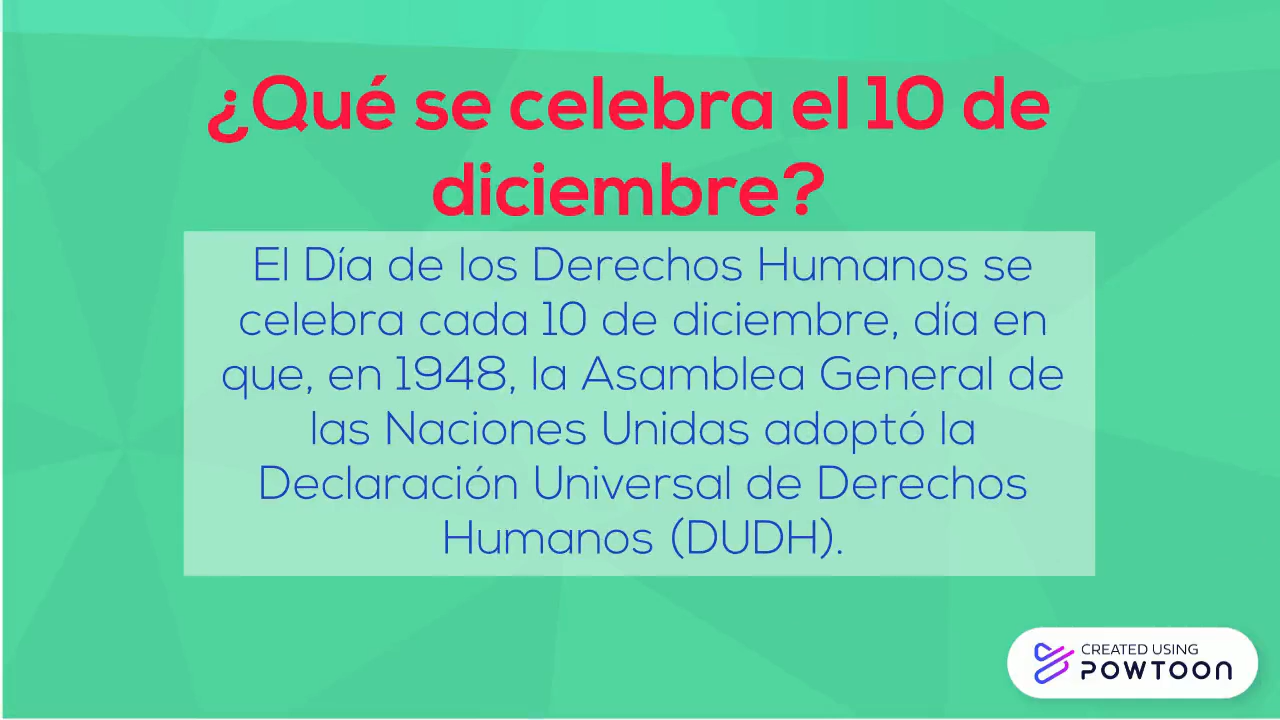 ¿Qué se celebra el 10 de
diciembre?
El Día de los Derechos Humanos se
celebra cada 10 de diciembre, día en
que, en 1948, la Asamblea General de
las Naciones Unidas adoptó la
Declaración Universal de Derechos
Humanos (DUDH).
CREATED USING
POWTOON